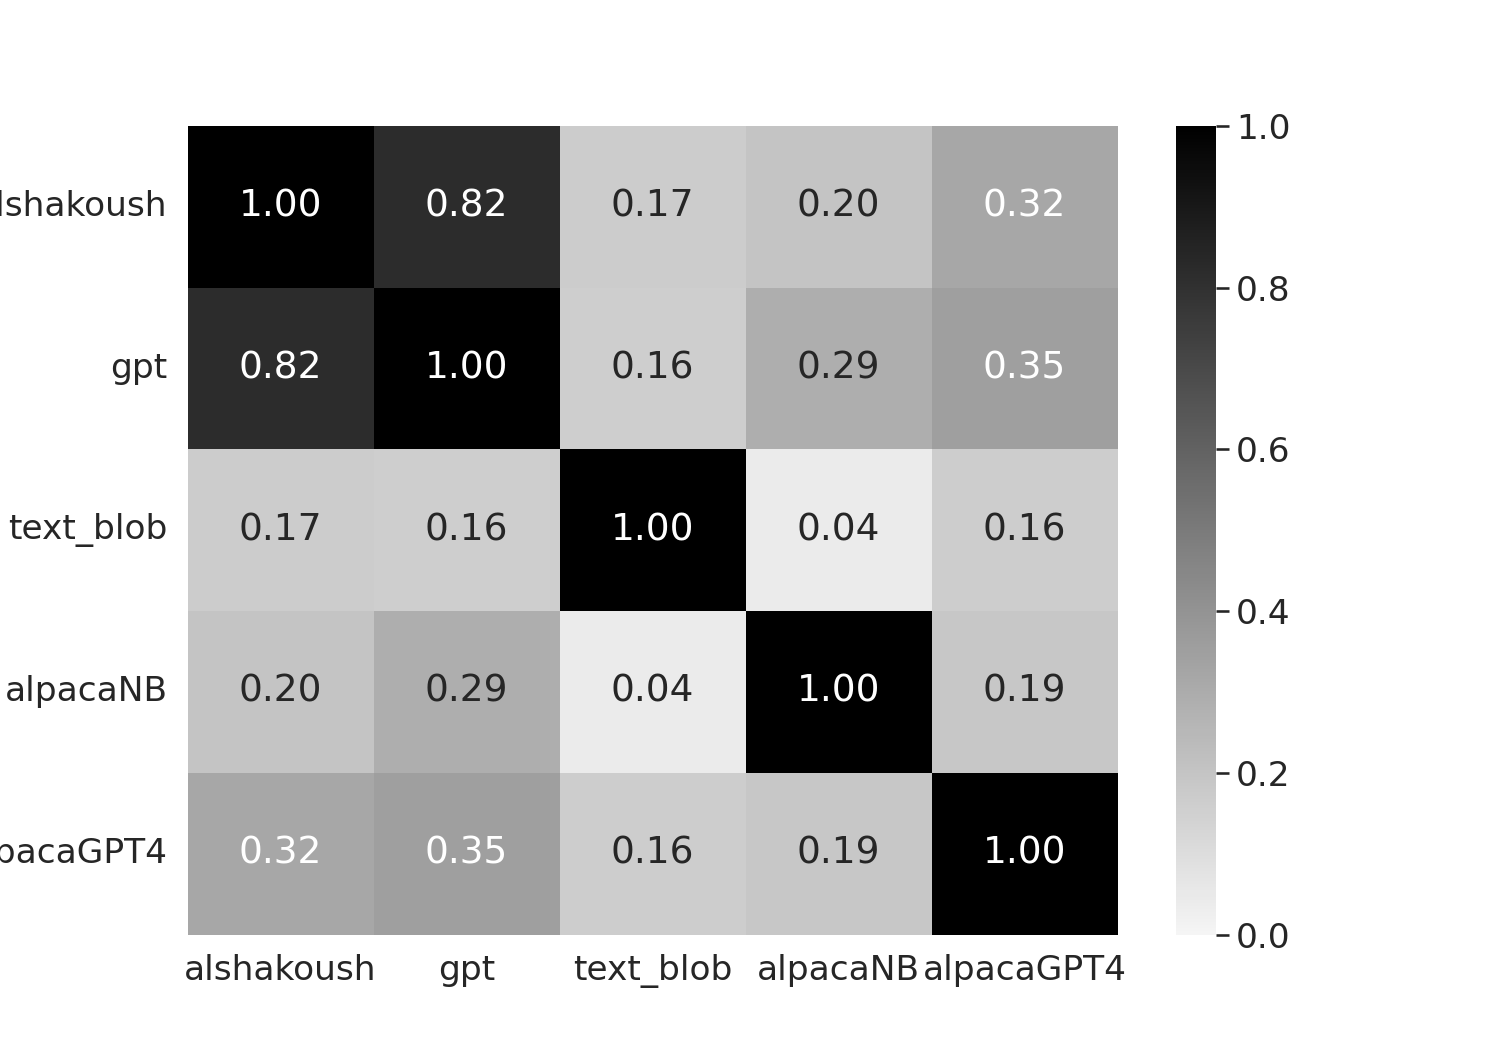 1.0
lshakoush 1.00 0.82 0.17 0.20 0.32
0.8
gpt 0.82 1.00 0.16 0.29 0.35
0.6
text_blob 0.17 0.16 1.00 0.04 0.16
0.4
alpacaNB 0.20 0.29 0.04 1.00 0.19
0.2
pacaGPT4 0.32 0.35 0.16 0.19 1.00
0.0
alshakoush gpt text_blob alpacaNB alpacaGPT4